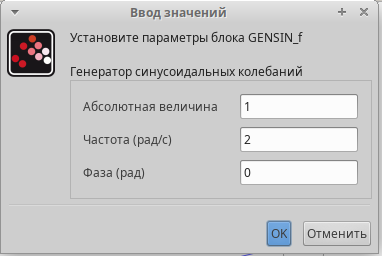 Ввод значений
Установите параметры блока GENSIN_f
Генератор синусоидальных колебаний
Абсолютная величина 1
Частота (рад/с) 2
Фаза (рад) 0
OK Отменить